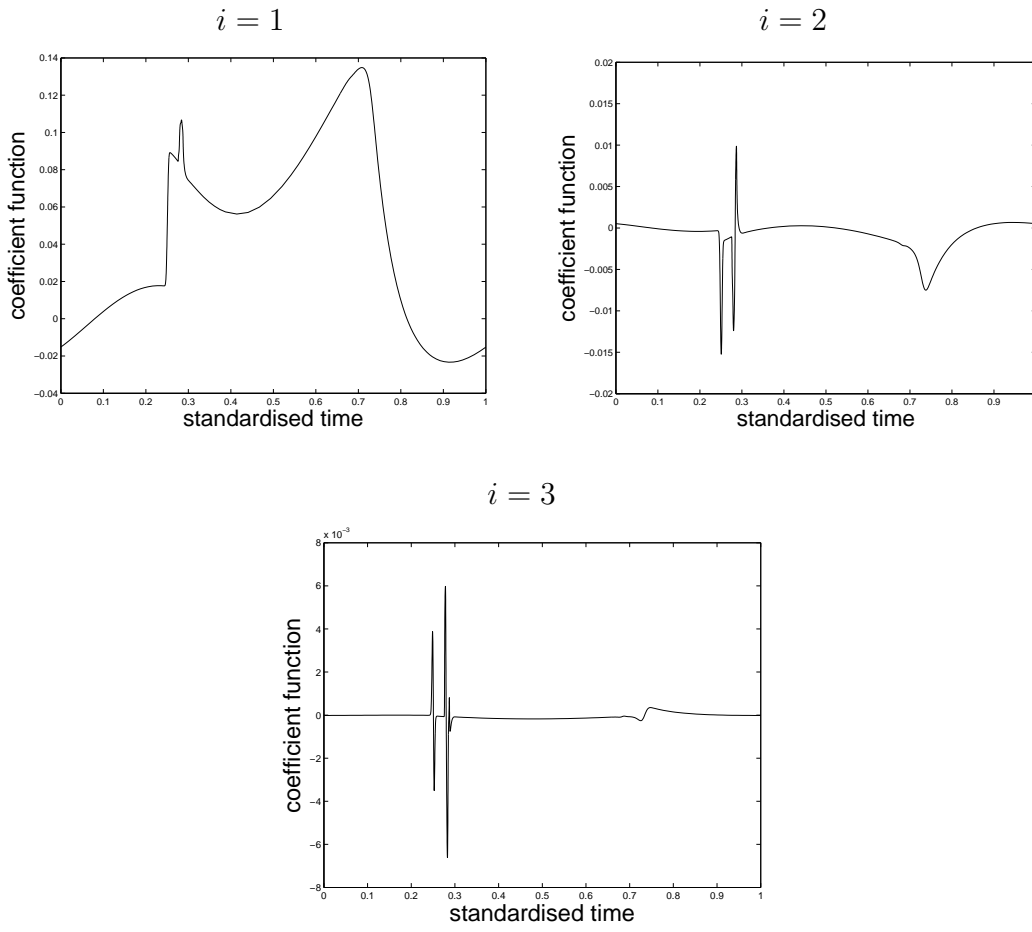 i = 1
0.14
0.12
0.1
0.08
0.06
0.04
0.02
0
−0.02
−0.04
coefficient function
0 0.1 0.2 0.3 0.4 0.5 0.6 0.7 0.8 0.9 1
standardised time
i = 2
0.02
0.015
0.01
0.005
0
−0.005
−0.01
−0.015
−0.02
coefficient function
0 0.1 0.2 0.3 0.4 0.5 0.6 0.7 0.8 0.9
standardised time
i = 3
x 10⁻³
8
6
4
2
0
−2
−4
−6
−8
coefficient function
0 0.1 0.2 0.3 0.4 0.5 0.6 0.7 0.8 0.9 1
standardised time